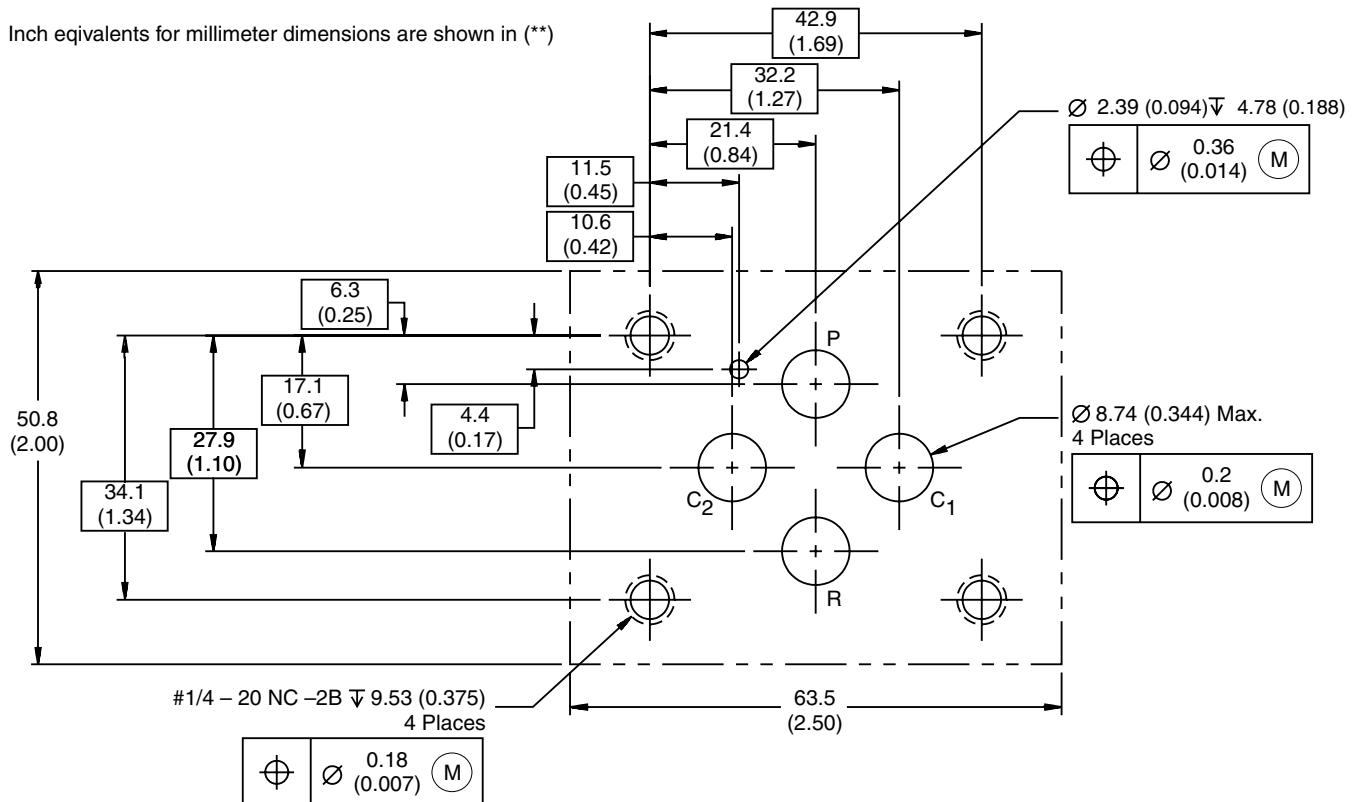 Inch eqivalents for millimeter dimensions are shown in (**)
42.9
(1.69)
32.2
(1.27)
21.4
(0.84)
11.5
(0.45)
10.6
(0.42)
Ø 2.39 (0.094)↧ 4.78 (0.188)
⌖ Ø 0.36
(0.014) Ⓜ
6.3
(0.25)
P
17.1
(0.67)
4.4
(0.17)
50.8
(2.00)
27.9
(1.10)
34.1
(1.34)
Ø 8.74 (0.344) Max.
4 Places
⌖ Ø 0.2
(0.008) Ⓜ
C2
C1
R
#1/4 – 20 NC –2B ↧ 9.53 (0.375)
4 Places
⌖ Ø 0.18
(0.007) Ⓜ
63.5
(2.50)